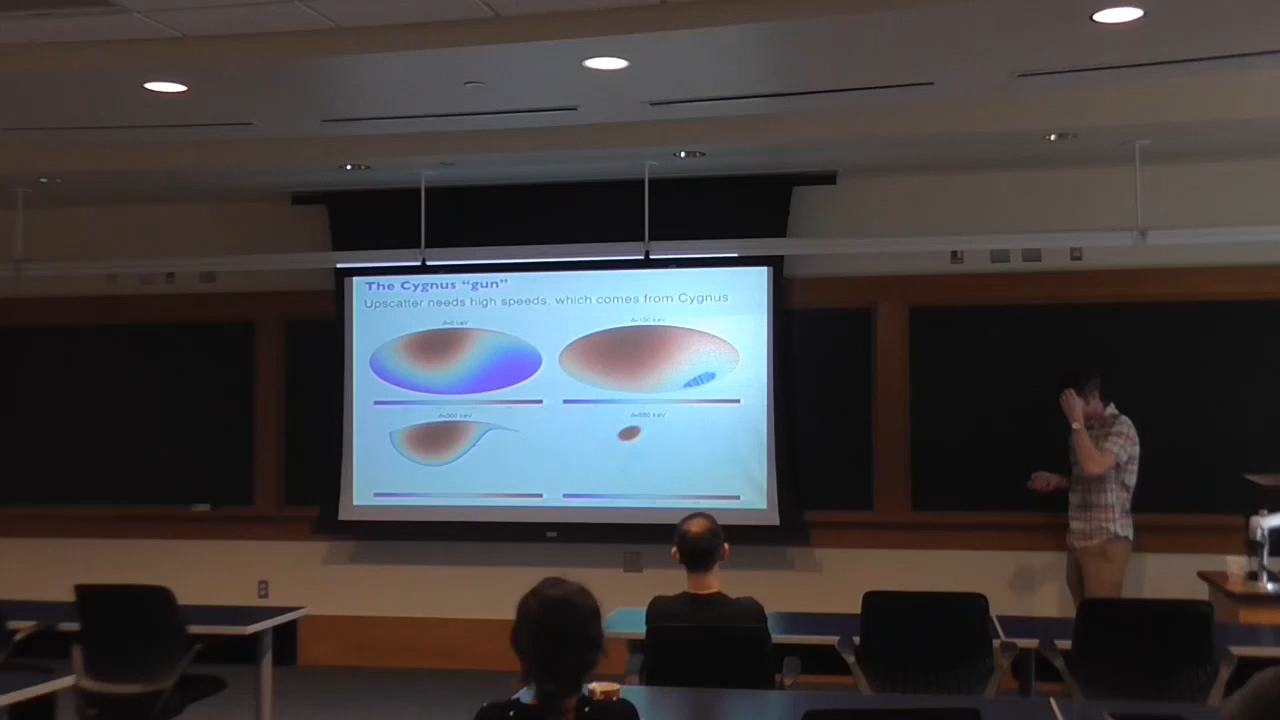 The Cygnus "gun"
Upscatter needs high speeds, which comes from Cygnus